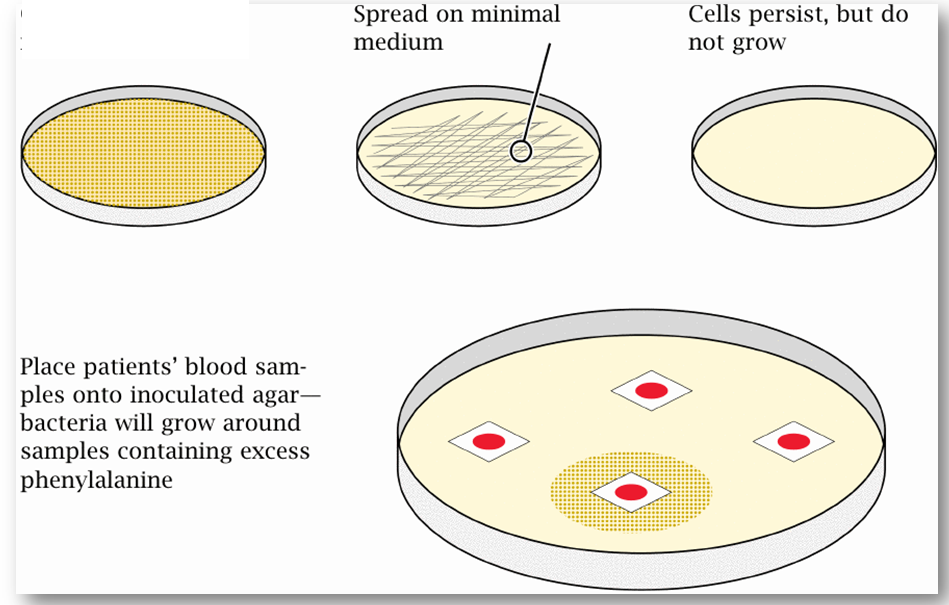 Spread on minimal
medium
Cells persist, but do
not grow
Place patients’ blood sam-
ples onto inoculated agar—
bacteria will grow around
samples containing excess
phenylalanine